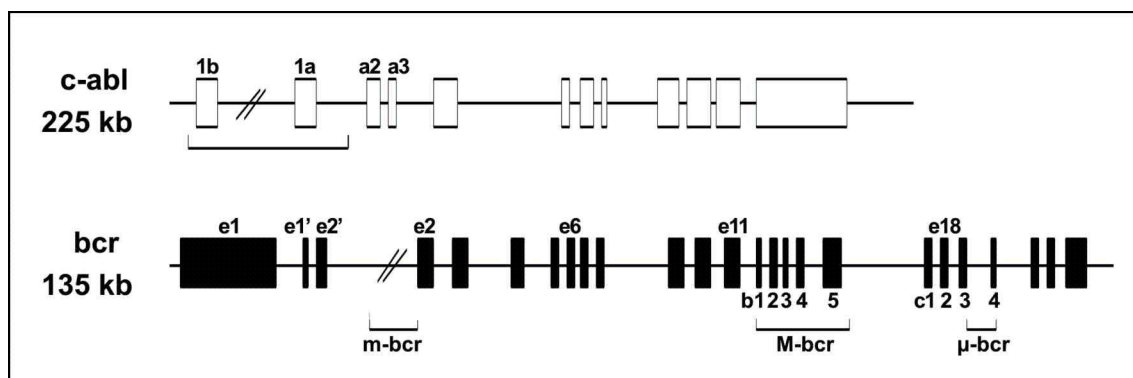 1b 1a a2 a3
c-abl
225 kb
e1 e1' e2' e2 e6 e11 e18
bcr
135 kb
b1 2 3 4 5 c1 2 3 4
m-bcr M-bcr μ-bcr